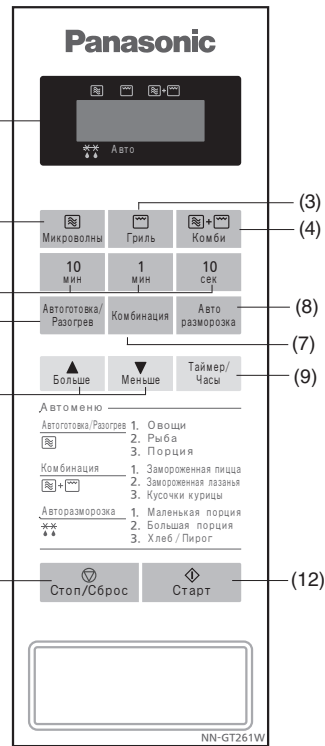 Panasonic
Авто
(3)
(4)
Микроволны Гриль Комби
10 1 10
мин мин сек
Автоготовка/ Авто
Разогрев Комбинация разморозка
(8)
(7)
Больше Меньше Таймер/
Часы
(9)
Автоменю
Автоготовка/Разогрев 1. Овощи
2. Рыба
3. Порция
Комбинация 1. Замороженная пицца
2. Замороженная лазанья
3. Кусочки курицы
Авторазморозка 1. Маленькая порция
2. Большая порция
3. Хлеб/Пирог
Стоп/Сброс Старт
(12)
NN-GT261W